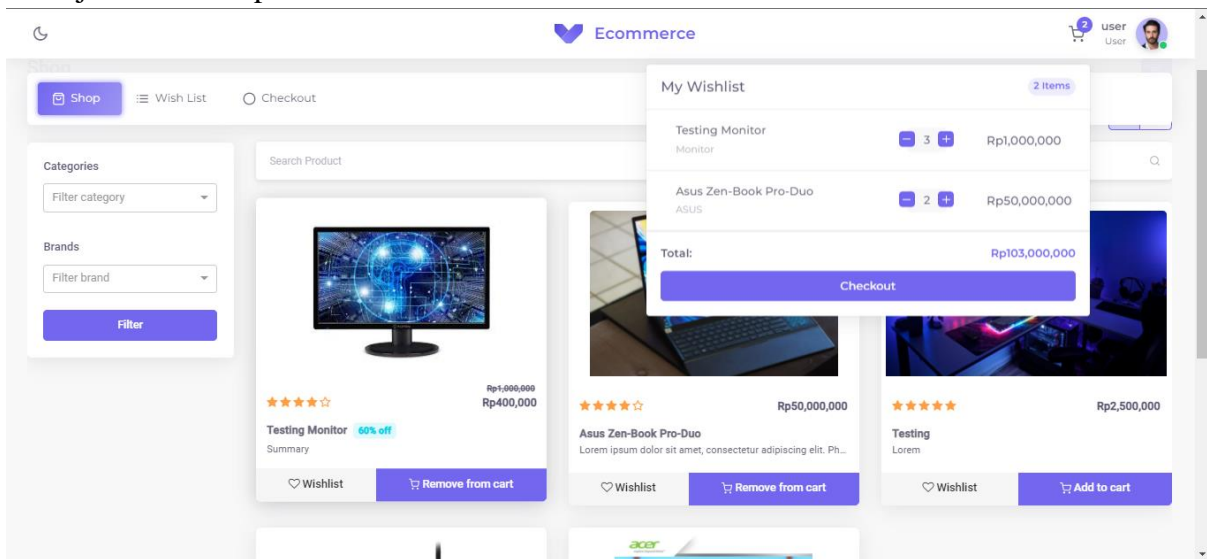 Ecommerce
2
user
User
Shop
Shop
Wish List
Checkout
My Wishlist
2 Items
Testing Monitor
Monitor
3
Rp1,000,000
Asus Zen-Book Pro-Duo
ASUS
2
Rp50,000,000
Total:
Rp103,000,000
Checkout
Categories
Filter category
Brands
Filter brand
Filter
Search Product
Rp1,000,000
Rp400,000
Testing Monitor 60% off
Summary
Wishlist
Remove from cart
Rp50,000,000
Asus Zen-Book Pro-Duo
Lorem ipsum dolor sit amet, consectetur adipiscing elit. Ph...
Wishlist
Remove from cart
Rp2,500,000
Testing
Lorem
Wishlist
Add to cart
acer